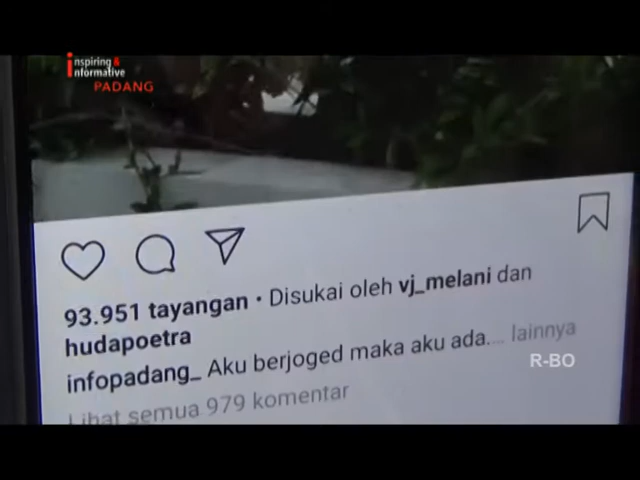 inspiring &
informative
PADANG
93.951 tayangan • Disukai oleh vj_melani dan
hudapoetra
infopadang_ Aku berjoged maka aku ada.... lainnya
R-BO
Lihat semua 979 komentar